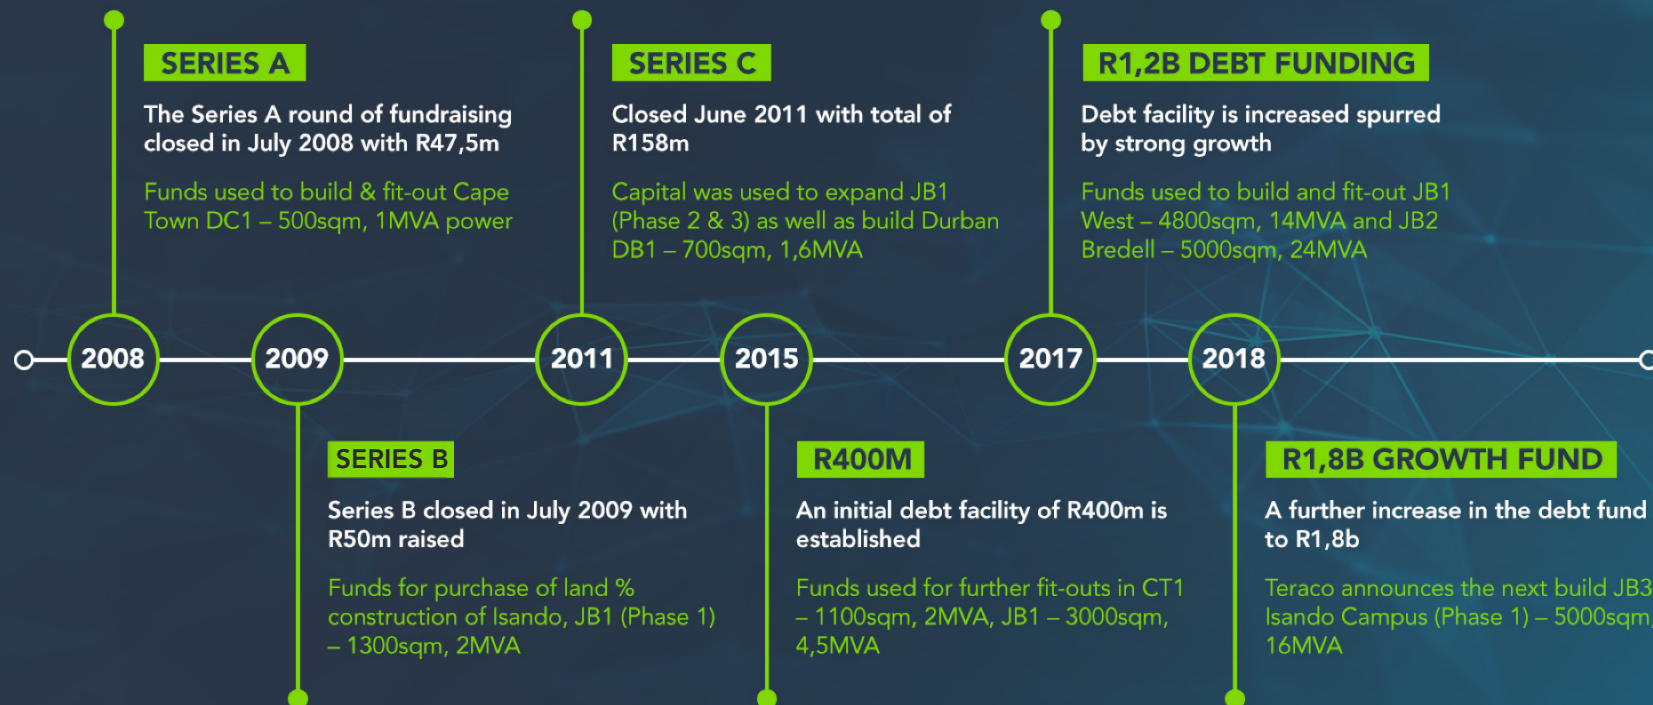 SERIES A
The Series A round of fundraising
closed in July 2008 with R47,5m
Funds used to build & fit-out Cape
Town DC1 – 500sqm, 1MVA power
SERIES C
Closed June 2011 with total of
R158m
Capital was used to expand JB1
(Phase 2 & 3) as well as build Durban
DB1 – 700sqm, 1,6MVA
R1,2B DEBT FUNDING
Debt facility is increased spurred
by strong growth
Funds used to build and fit-out JB1
West – 4800sqm, 14MVA and JB2
Bredell – 5000sqm, 24MVA
2008
2009
2011
2015
2017
2018
SERIES B
Series B closed in July 2009 with
R50m raised
Funds for purchase of land %
construction of Isando, JB1 (Phase 1)
– 1300sqm, 2MVA
R400M
An initial debt facility of R400m is
established
Funds used for further fit-outs in CT1
– 1100sqm, 2MVA, JB1 – 3000sqm,
4,5MVA
R1,8B GROWTH FUND
A further increase in the debt fund
to R1,8b
Teraco announces the next build JB3
Isando Campus (Phase 1) – 5000sqm,
16MVA